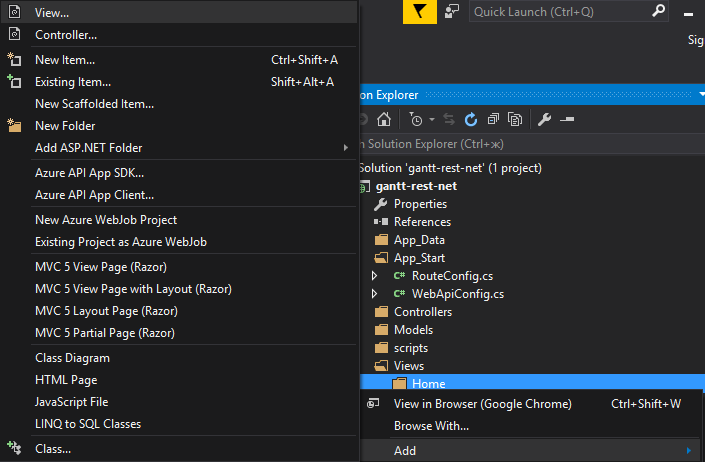 View...
Controller...
New Item... Ctrl+Shift+A
Existing Item... Shift+Alt+A
New Scaffolded Item...
New Folder
Add ASP.NET Folder
Azure API App SDK...
Azure API App Client...
New Azure WebJob Project
Existing Project as Azure WebJob
MVC 5 View Page (Razor)
MVC 5 View Page with Layout (Razor)
MVC 5 Layout Page (Razor)
MVC 5 Partial Page (Razor)
Class Diagram
HTML Page
JavaScript File
LINQ to SQL Classes
Class...
Quick Launch (Ctrl+Q)
Sig
on Explorer
h Solution Explorer (Ctrl+ж)
Solution 'gantt-rest-net' (1 project)
gantt-rest-net
Properties
References
App_Data
App_Start
C# RouteConfig.cs
C# WebApiConfig.cs
Controllers
Models
scripts
Views
Home
View in Browser (Google Chrome) Ctrl+Shift+W
Browse With...
Add